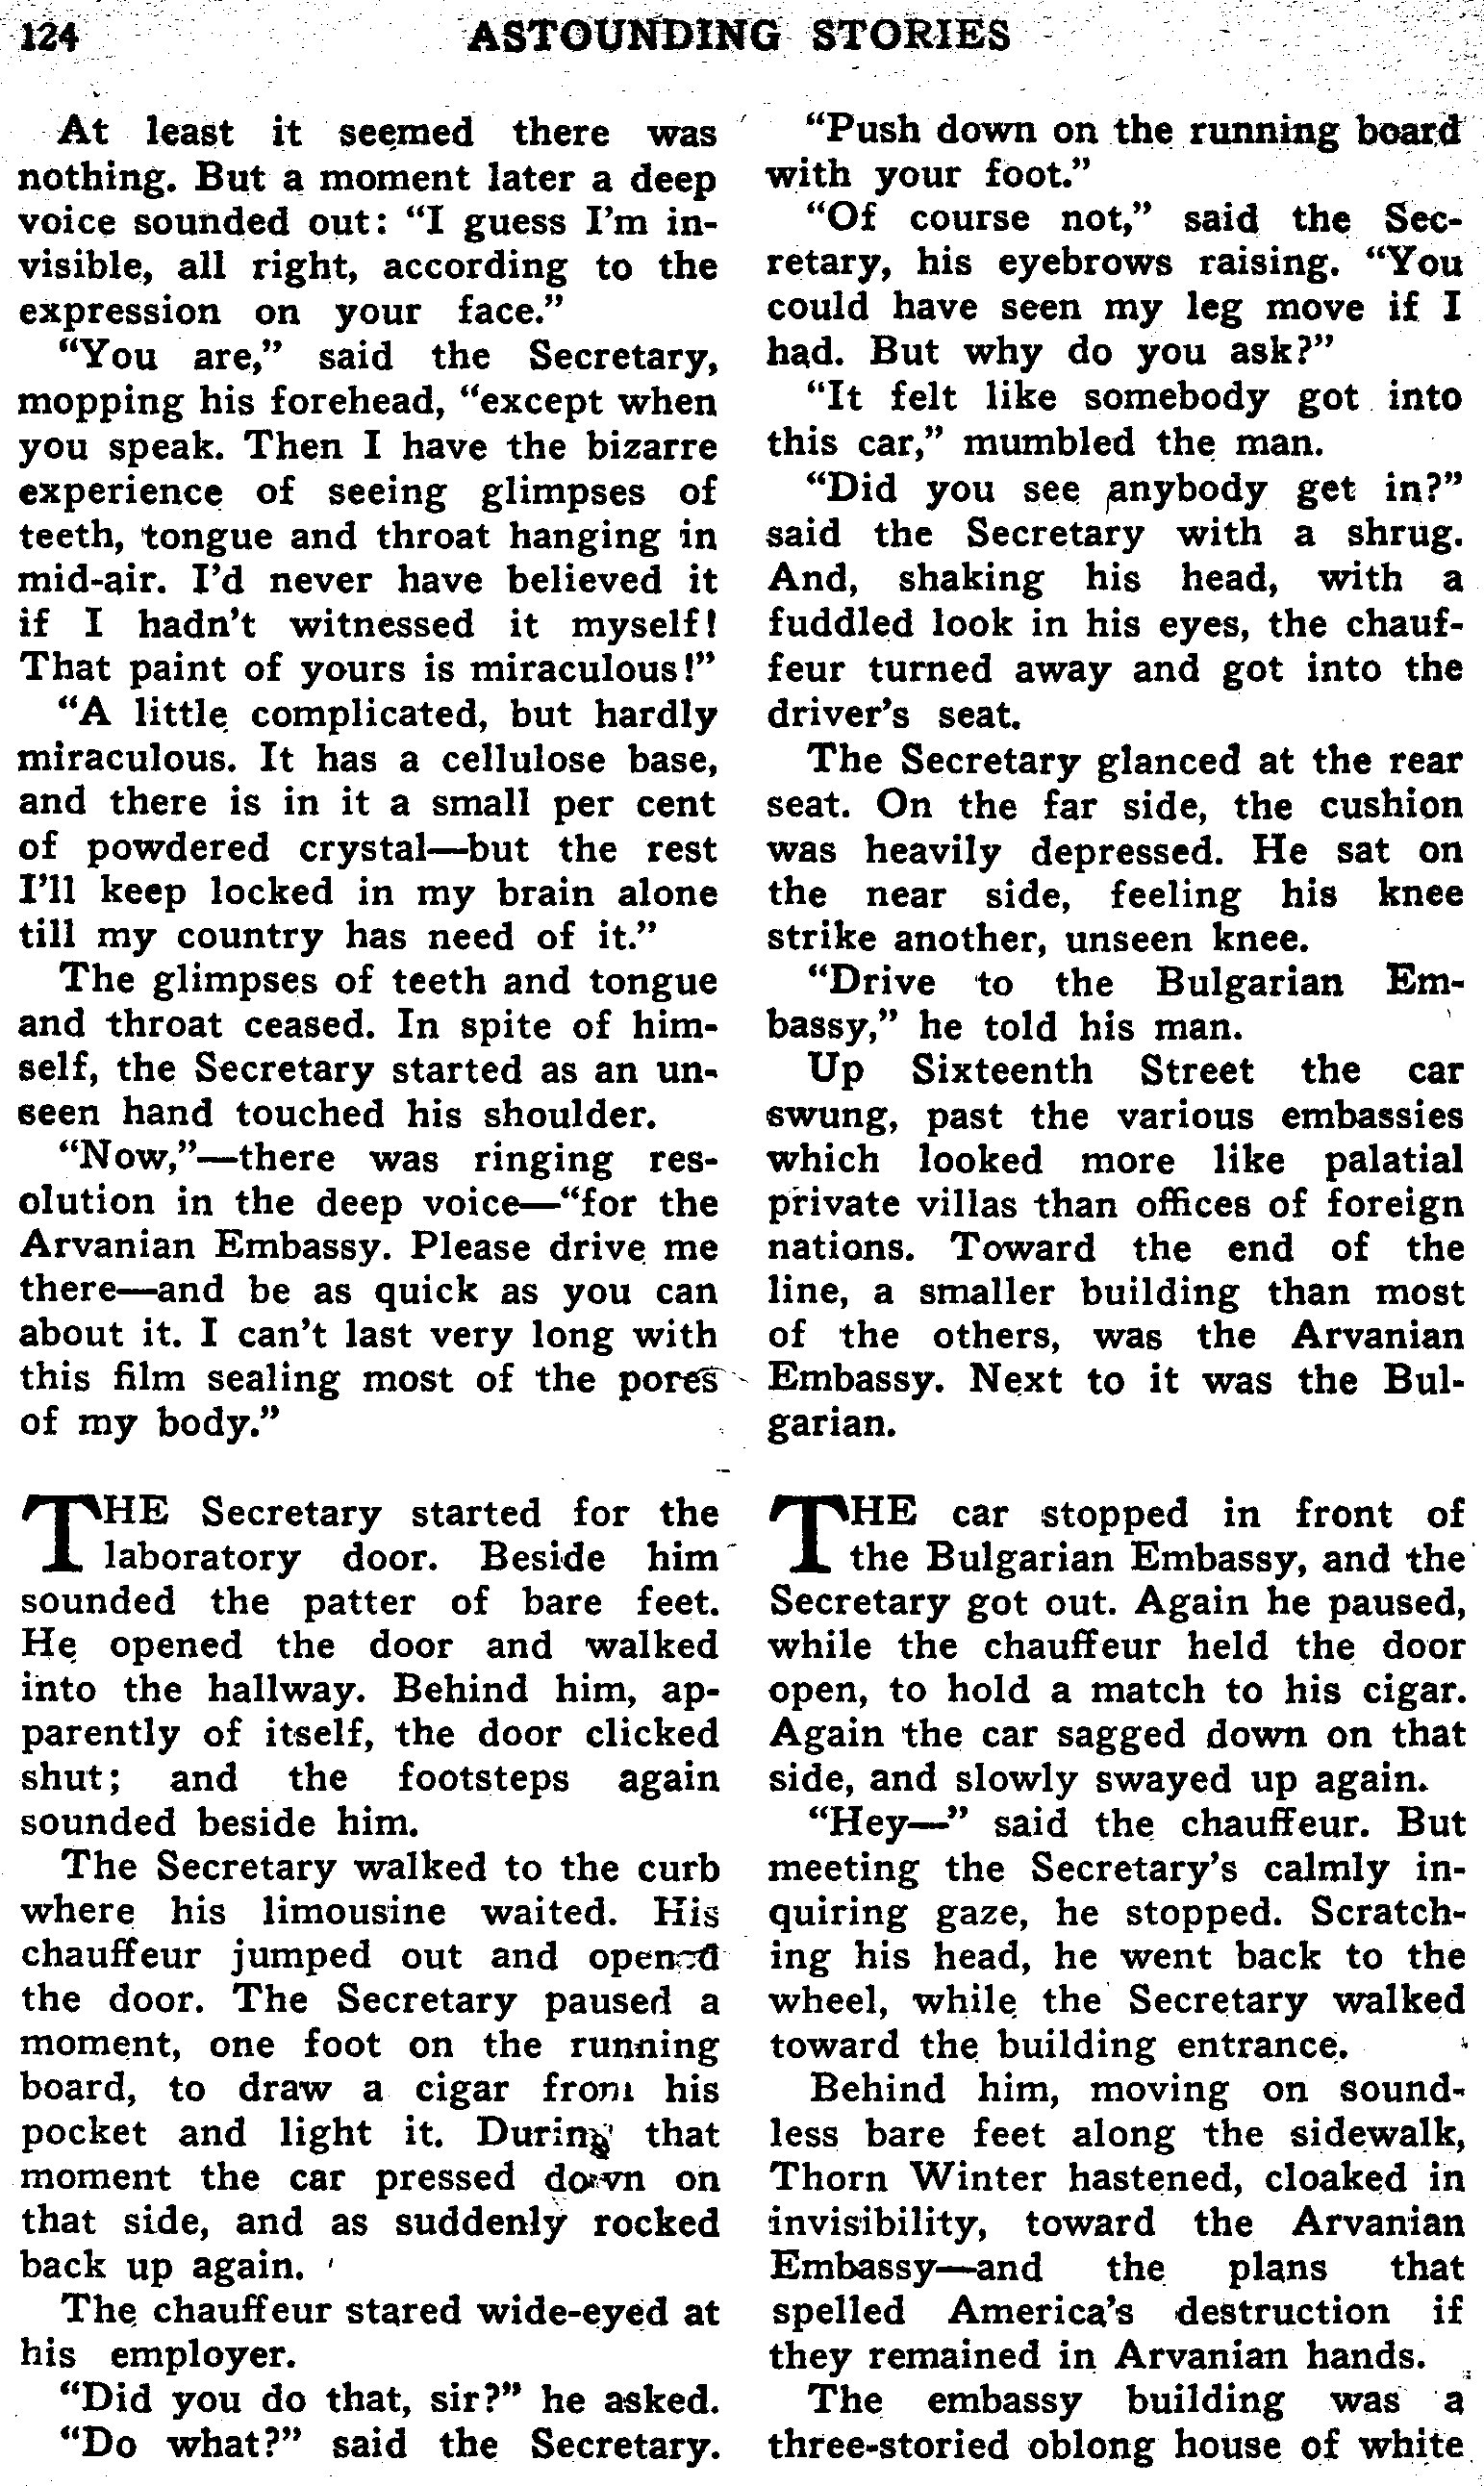 124 ASTOUNDING STORIES
At least it seemed there was
nothing. But a moment later a deep
voice sounded out: “I guess I’m in-
visible, all right, according to the
expression on your face.”
“You are,” said the Secretary,
mopping his forehead, “except when
you speak. Then I have the bizarre
experience of seeing glimpses of
teeth, tongue and throat hanging in
mid-air. I’d never have believed it
if I hadn’t witnessed it myself!
That paint of yours is miraculous!”
“A little complicated, but hardly
miraculous. It has a cellulose base,
and there is in it a small per cent
of powdered crystal—but the rest
I’ll keep locked in my brain alone
till my country has need of it.”
The glimpses of teeth and tongue
and throat ceased. In spite of him-
self, the Secretary started as an un-
seen hand touched his shoulder.
“Now,”—there was ringing res-
olution in the deep voice—“for the
Arvanian Embassy. Please drive me
there—and be as quick as you can
about it. I can’t last very long with
this film sealing most of the pores
of my body.”
THE Secretary started for the
laboratory door. Beside him
sounded the patter of bare feet.
He opened the door and walked
into the hallway. Behind him, ap-
parently of itself, the door clicked
shut; and the footsteps again
sounded beside him.
The Secretary walked to the curb
where his limousine waited. His
chauffeur jumped out and opened
the door. The Secretary paused a
moment, one foot on the running
board, to draw a cigar from his
pocket and light it. During that
moment the car pressed down on
that side, and as suddenly rocked
back up again.
The chauffeur stared wide-eyed at
his employer.
“Did you do that, sir?” he asked.
“Do what?” said the Secretary.
“Push down on the running board
with your foot.”
“Of course not,” said the Sec-
retary, his eyebrows raising. “You
could have seen my leg move if I
had. But why do you ask?”
“It felt like somebody got into
this car,” mumbled the man.
“Did you see anybody get in?”
said the Secretary with a shrug.
And, shaking his head, with a
fuddled look in his eyes, the chauf-
feur turned away and got into the
driver’s seat.
The Secretary glanced at the rear
seat. On the far side, the cushion
was heavily depressed. He sat on
the near side, feeling his knee
strike another, unseen knee.
“Drive to the Bulgarian Em-
bassy,” he told his man.
Up Sixteenth Street the car
swung, past the various embassies
which looked more like palatial
private villas than offices of foreign
nations. Toward the end of the
line, a smaller building than most
of the others, was the Arvanian
Embassy. Next to it was the Bul-
garian.
THE car stopped in front of
the Bulgarian Embassy, and the
Secretary got out. Again he paused,
while the chauffeur held the door
open, to hold a match to his cigar.
Again the car sagged down on that
side, and slowly swayed up again.
“Hey—” said the chauffeur. But
meeting the Secretary’s calmly in-
quiring gaze, he stopped. Scratch-
ing his head, he went back to the
wheel, while the Secretary walked
toward the building entrance.
Behind him, moving on sound-
less bare feet along the sidewalk,
Thorn Winter hastened, cloaked in
invisibility, toward the Arvanian
Embassy—and the plans that
spelled America’s destruction if
they remained in Arvanian hands.
The embassy building was a
three-storied oblong house of white